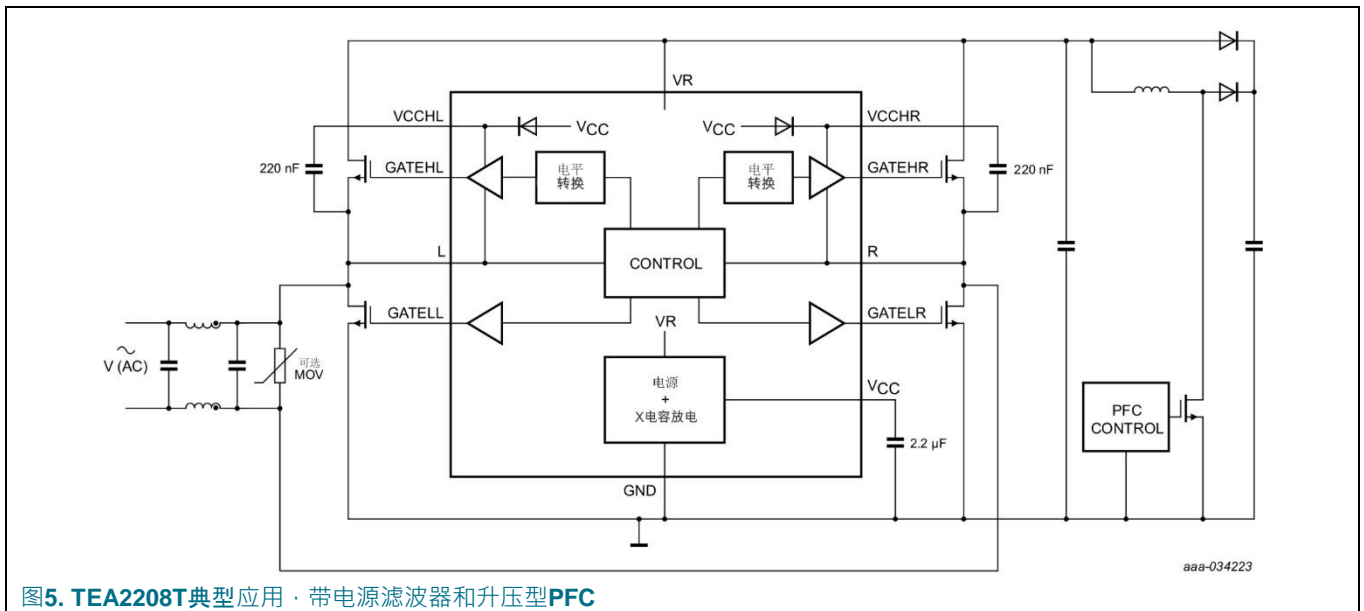 VR
VCCHL
VCC
VCC
VCCHR
220 nF
GATEHL
电平
转换
电平
转换
GATEHR
220 nF
L
CONTROL
R
GATELL
GATELR
VR
V (AC)
~
可选
MOV
电源
+
X电容放电
VCC
2.2 µF
PFC
CONTROL
GND
aaa-034223
图5. TEA2208T典型应用，带电源滤波器和升压型PFC